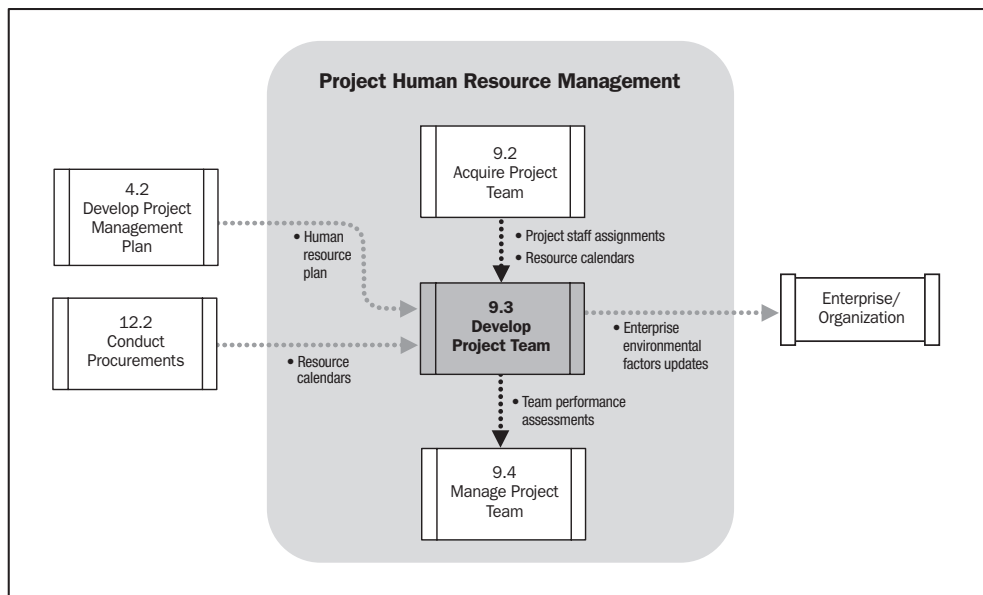 Project Human Resource Management
9.2
Acquire Project
Team
4.2
Develop Project
Management
Plan
• Human
resource
plan
• Project staff assignments
• Resource calendars
9.3
Develop
Project Team
Enterprise/
Organization
12.2
Conduct
Procurements
• Resource
calendars
• Enterprise
environmental
factors updates
• Team performance
assessments
9.4
Manage Project
Team